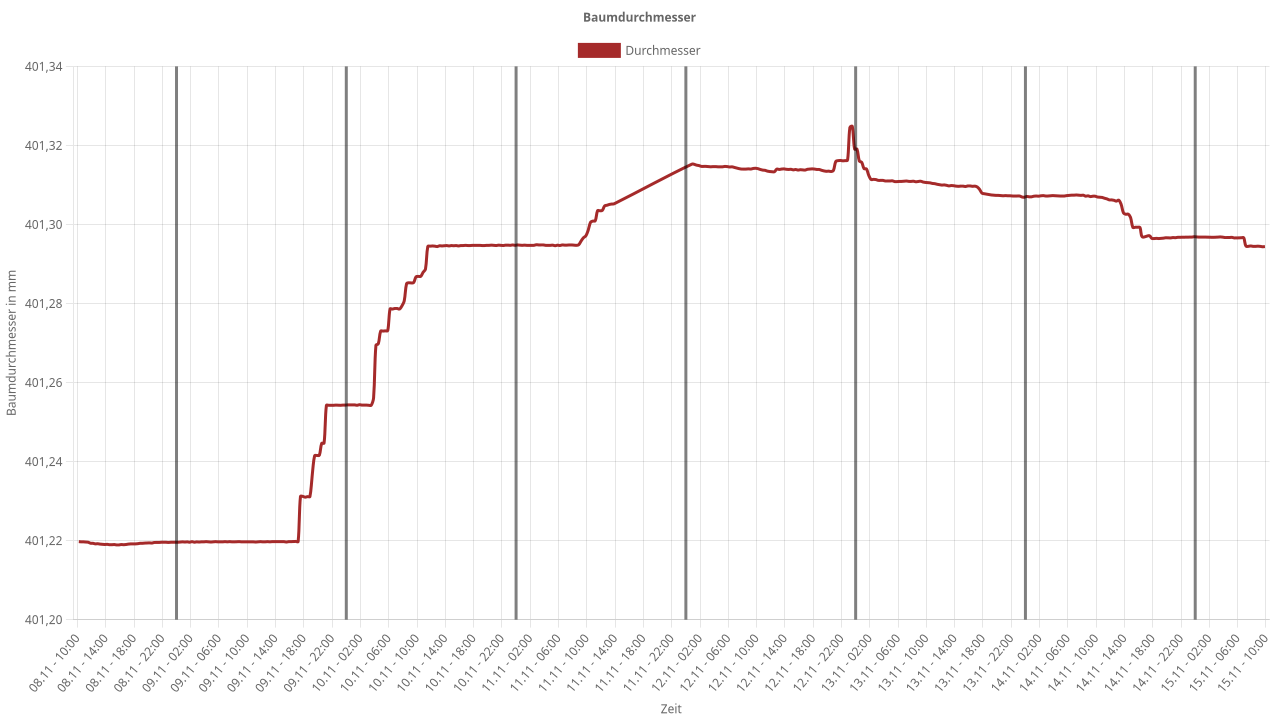 Baumdurchmesser
Durchmesser
401,34
401,32
401,30
401,28
401,26
401,24
401,22
401,20
Baumdurchmesser in mm
08.11 - 10:00
08.11 - 14:00
08.11 - 18:00
08.11 - 22:00
09.11 - 02:00
09.11 - 06:00
09.11 - 10:00
09.11 - 14:00
09.11 - 18:00
09.11 - 22:00
10.11 - 02:00
10.11 - 06:00
10.11 - 10:00
10.11 - 14:00
10.11 - 18:00
10.11 - 22:00
11.11 - 02:00
11.11 - 06:00
11.11 - 10:00
11.11 - 14:00
11.11 - 18:00
11.11 - 22:00
12.11 - 02:00
12.11 - 06:00
12.11 - 10:00
12.11 - 14:00
12.11 - 18:00
12.11 - 22:00
13.11 - 02:00
13.11 - 06:00
13.11 - 10:00
13.11 - 14:00
13.11 - 18:00
13.11 - 22:00
14.11 - 02:00
14.11 - 06:00
14.11 - 10:00
14.11 - 14:00
14.11 - 18:00
14.11 - 22:00
15.11 - 02:00
15.11 - 06:00
15.11 - 10:00
Zeit